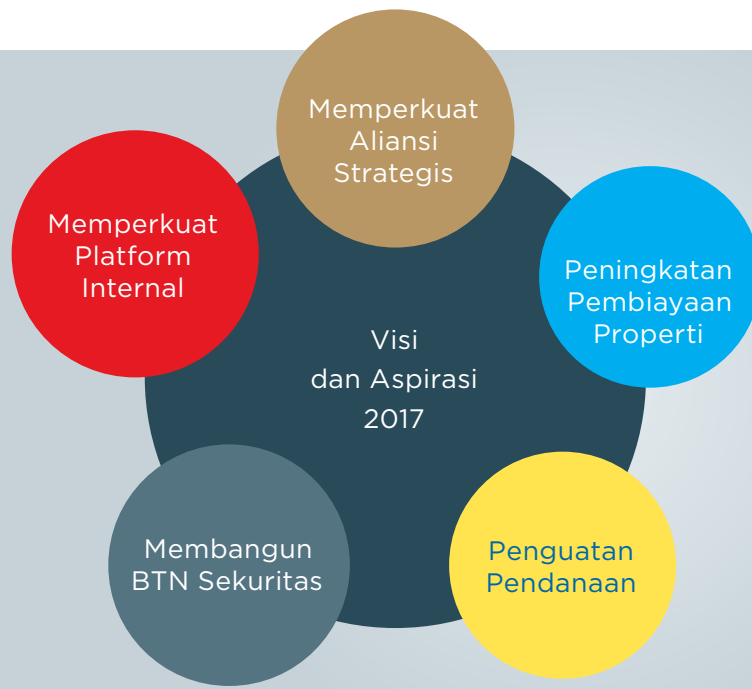 Memperkuat
Aliansi
Strategis
Memperkuat
Platform
Internal
Peningkatan
Pembiayaan
Properti
Visi
dan Aspirasi
2017
Membangun
BTN Sekuritas
Penguatan
Pendanaan